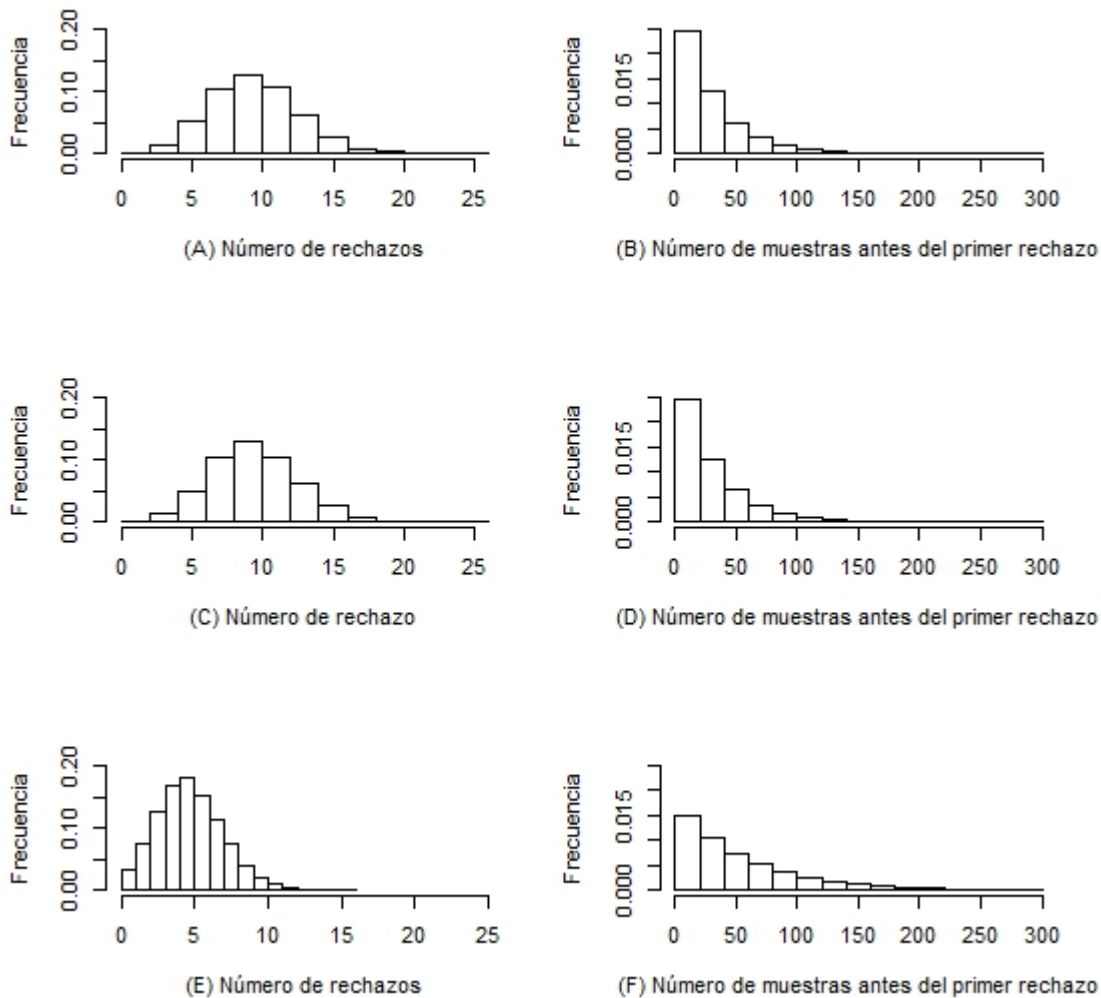 Frecuencia
0.00 0.10 0.20
0 5 10 15 20 25
(A) Número de rechazos
Frecuencia
0.000 0.015
0 50 100 150 200 250 300
(B) Número de muestras antes del primer rechazo
Frecuencia
0.00 0.10 0.20
0 5 10 15 20 25
(C) Número de rechazo
Frecuencia
0.000 0.015
0 50 100 150 200 250 300
(D) Número de muestras antes del primer rechazo
Frecuencia
0.00 0.10 0.20
0 5 10 15 20 25
(E) Número de rechazos
Frecuencia
0.000 0.015
0 50 100 150 200 250 300
(F) Número de muestras antes del primer rechazo